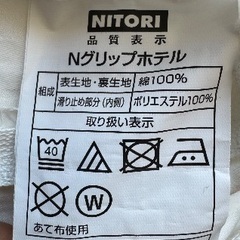 NITORI
品質表示
Nグリップホテル
組成 表生地・裏生地 綿100%
滑り止め部分(内側) ポリエステル100%
取り扱い表示
40
W
あて布使用